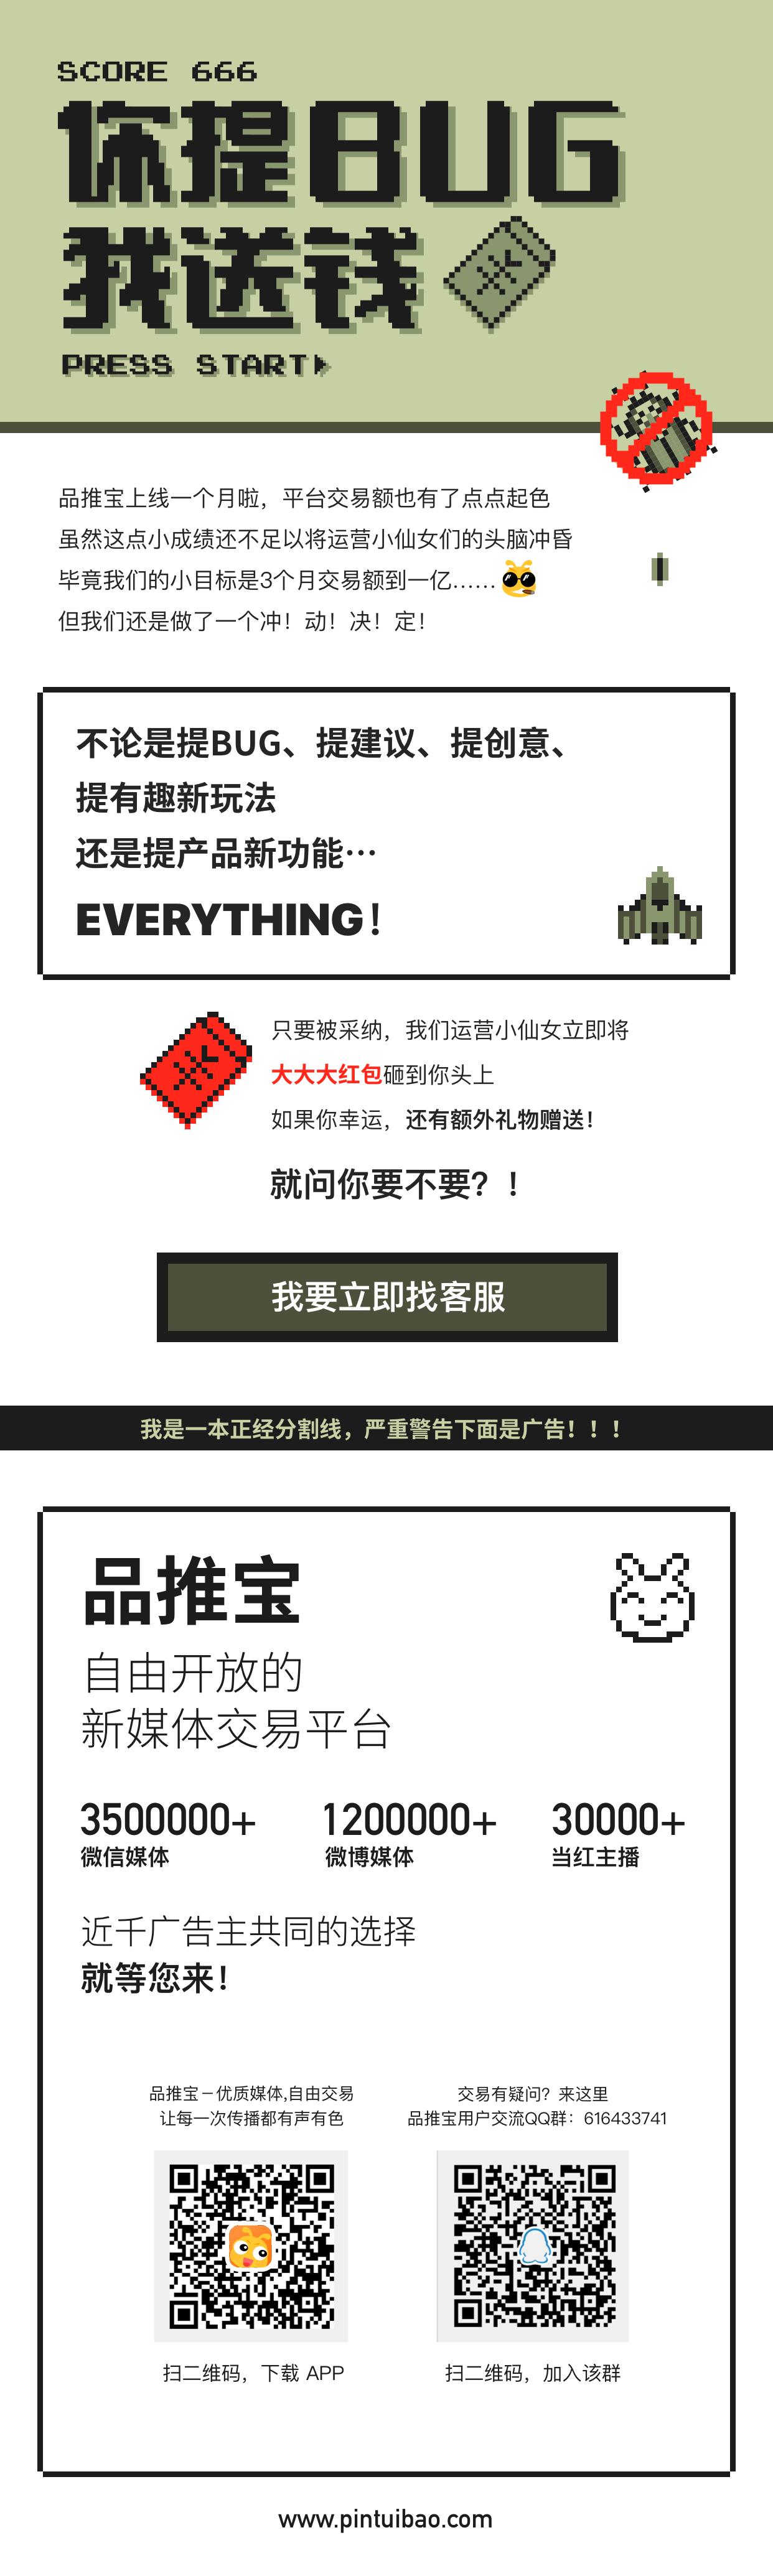 SCORE 666
你提BUG
我送钱
PRESS START
品推宝上线一个月啦，平台交易额也有了点点起色
虽然这点小成绩还不足以将运营小仙女们的头脑冲昏
毕竟我们的小目标是3个月交易额到一亿……
但我们还是做了一个冲！动！决！定！
不论是提BUG、提建议、提创意、
提有趣新玩法
还是提产品新功能…
EVERYTHING！
只要被采纳，我们运营小仙女立即将
大大大红包砸到你头上
如果你幸运，还有额外礼物赠送！
就问你要不要？！
我要立即找客服
我是一本正经分割线，严重警告下面是广告！！！
品推宝
自由开放的
新媒体交易平台
3500000+ 1200000+ 30000+
微信媒体 微博媒体 当红主播
近千广告主共同的选择
就等您来！
品推宝－优质媒体,自由交易
让每一次传播都有声有色
交易有疑问？来这里
品推宝用户交流QQ群：616433741
扫二维码，下载 APP
扫二维码，加入该群
www.pintuibao.com